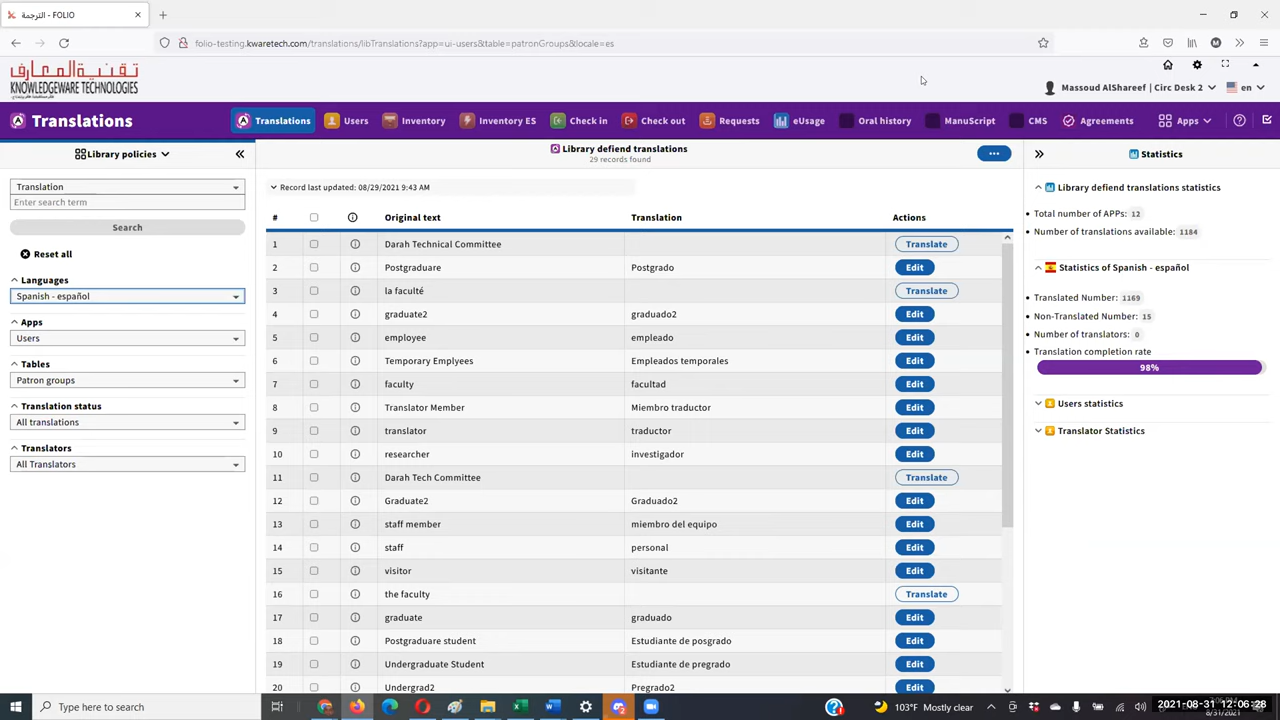 الترجمة - FOLIO
folio-testing.kwaretech.com/translations/libTranslations?app=ui-users&table=patronGroups&locale=es
تقنية المعارف
KNOWLEDGEWARE TECHNOLOGIES
Massoud AlShareef | Circ Desk 2
en
Translations
Translations
Users
Inventory
Inventory ES
Check in
Check out
Requests
eUsage
Oral history
ManuScript
CMS
Agreements
Apps
Library policies
Library defiend translations
29 records found
Statistics
Translation
Enter search term
Search
Reset all
Languages
Spanish - español
Apps
Users
Tables
Patron groups
Translation status
All translations
Translators
All Translators
Record last updated: 08/29/2021 9:43 AM
# Original text Translation Actions
1 Darah Technical Committee Translate
2 Postgraduare Postgrado Edit
3 la faculté Translate
4 graduate2 graduado2 Edit
5 employee empleado Edit
6 Temporary Emplyees Empleados temporales Edit
7 faculty facultad Edit
8 Translator Member Miembro traductor Edit
9 translator traductor Edit
10 researcher investigador Edit
11 Darah Tech Committee Translate
12 Graduate2 Graduado2 Edit
13 staff member miembro del equipo Edit
14 staff personal Edit
15 visitor visitante Edit
16 the faculty Translate
17 graduate graduado Edit
18 Postgraduare student Estudiante de posgrado Edit
19 Undergraduate Student Estudiante de pregrado Edit
20 Undergrad2 Pregrado2 Edit
Library defiend translations statistics
Total number of APPs: 12
Number of translations available: 1184
Statistics of Spanish - español
Translated Number: 1169
Non-Translated Number: 15
Number of translators: 0
Translation completion rate
98%
Users statistics
Translator Statistics
Type here to search
103°F Mostly clear
2021-08-31 12:06:28